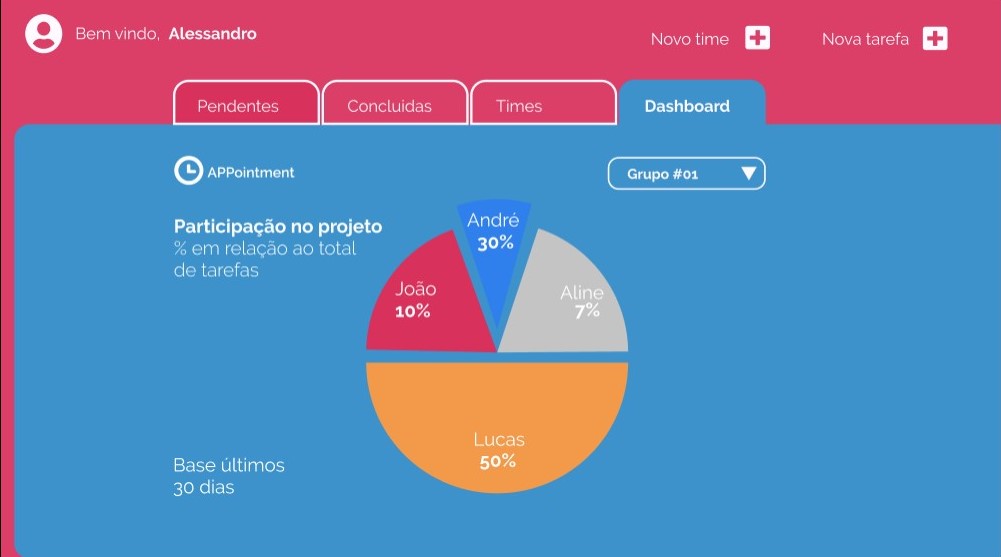 Bem vindo, Alessandro
Novo time
Nova tarefa
Pendentes
Concluidas
Times
Dashboard
APPointment
Grupo #01
Participação no projeto
% em relação ao total
de tarefas
André
30%
João
10%
Aline
7%
Lucas
50%
Base últimos
30 dias